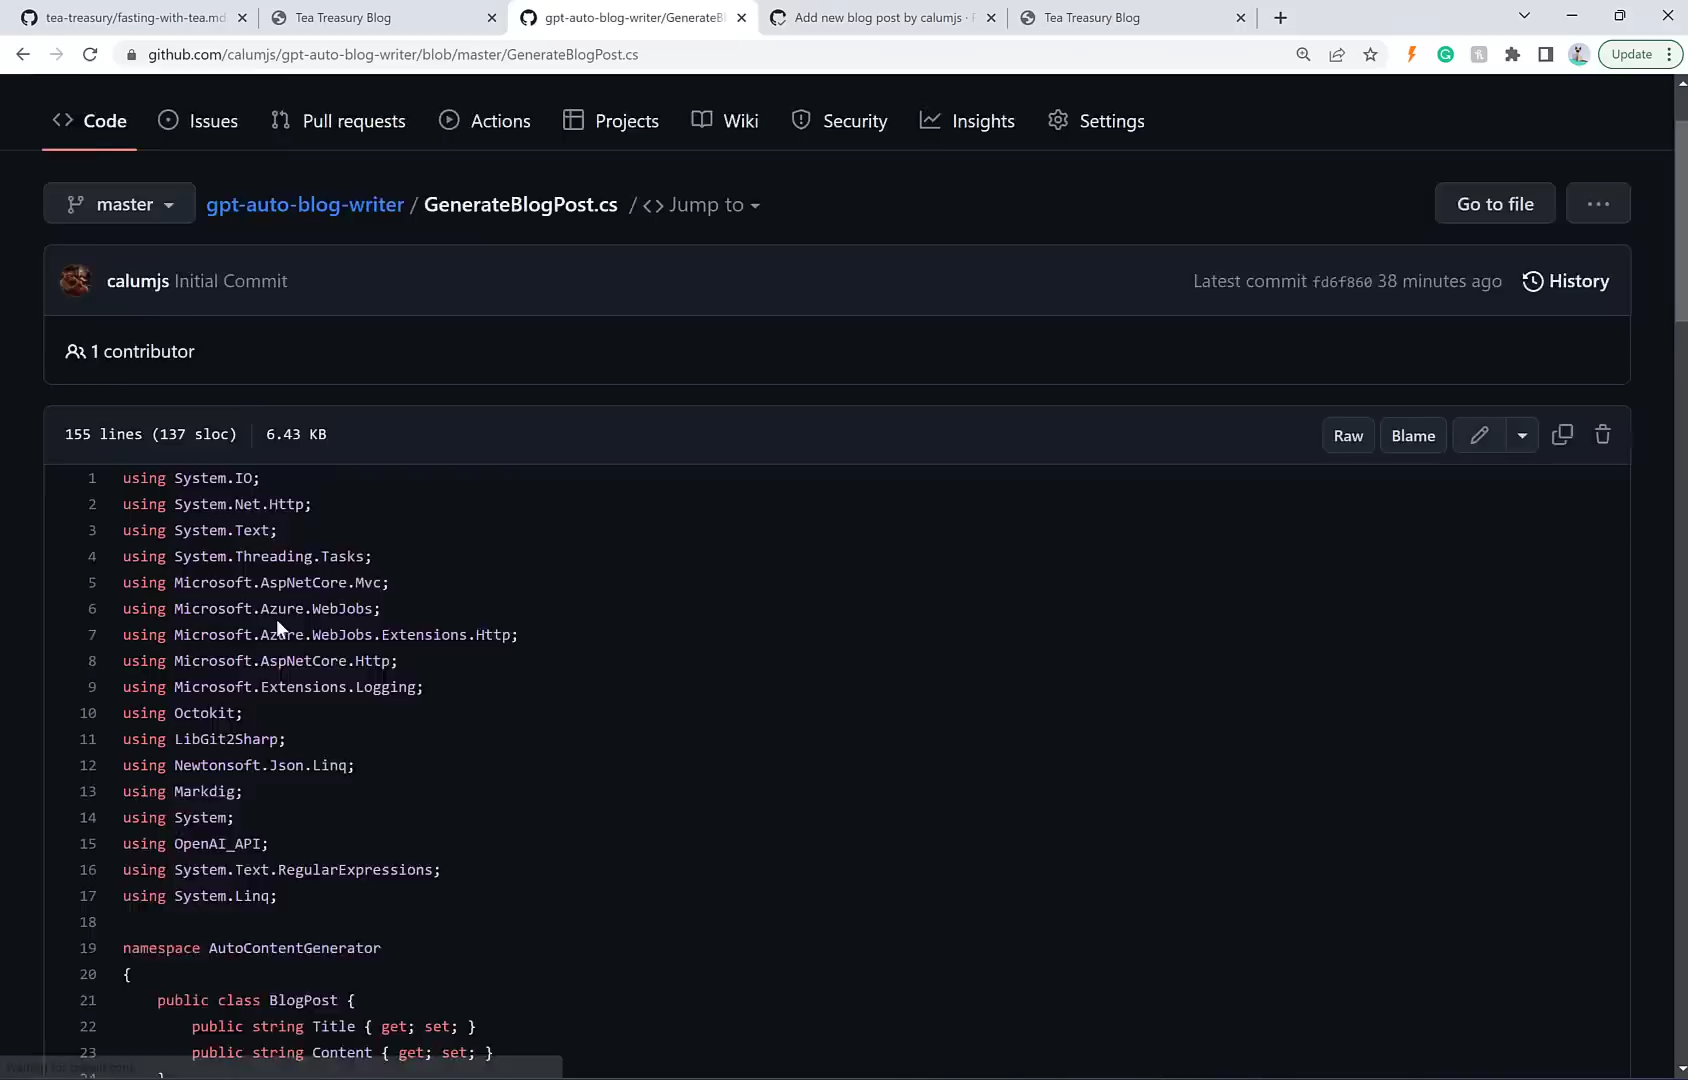 tea-treasury/fasting-with-tea.md
Tea Treasury Blog
gpt-auto-blog-writer/GenerateBl
Add new blog post by calumjs ·
Tea Treasury Blog
github.com/calumjs/gpt-auto-blog-writer/blob/master/GenerateBlogPost.cs
Update
Code
Issues
Pull requests
Actions
Projects
Wiki
Security
Insights
Settings
master
gpt-auto-blog-writer / GenerateBlogPost.cs / <> Jump to
Go to file
calumjs Initial Commit
Latest commit fd6f860 38 minutes ago
History
1 contributor
155 lines (137 sloc) 6.43 KB
Raw
Blame
1 using System.IO;
2 using System.Net.Http;
3 using System.Text;
4 using System.Threading.Tasks;
5 using Microsoft.AspNetCore.Mvc;
6 using Microsoft.Azure.WebJobs;
7 using Microsoft.Azure.WebJobs.Extensions.Http;
8 using Microsoft.AspNetCore.Http;
9 using Microsoft.Extensions.Logging;
10 using Octokit;
11 using LibGit2Sharp;
12 using Newtonsoft.Json.Linq;
13 using Markdig;
14 using System;
15 using OpenAI_API;
16 using System.Text.RegularExpressions;
17 using System.Linq;
18
19 namespace AutoContentGenerator
20 {
21 public class BlogPost {
22 public string Title { get; set; }
23 public string Content { get; set; }
24 }